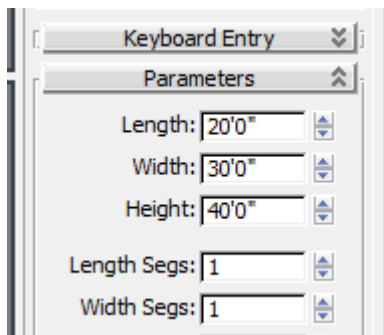 Keyboard Entry
Parameters
Length: 20'0"
Width: 30'0"
Height: 40'0"
Length Segs: 1
Width Segs: 1